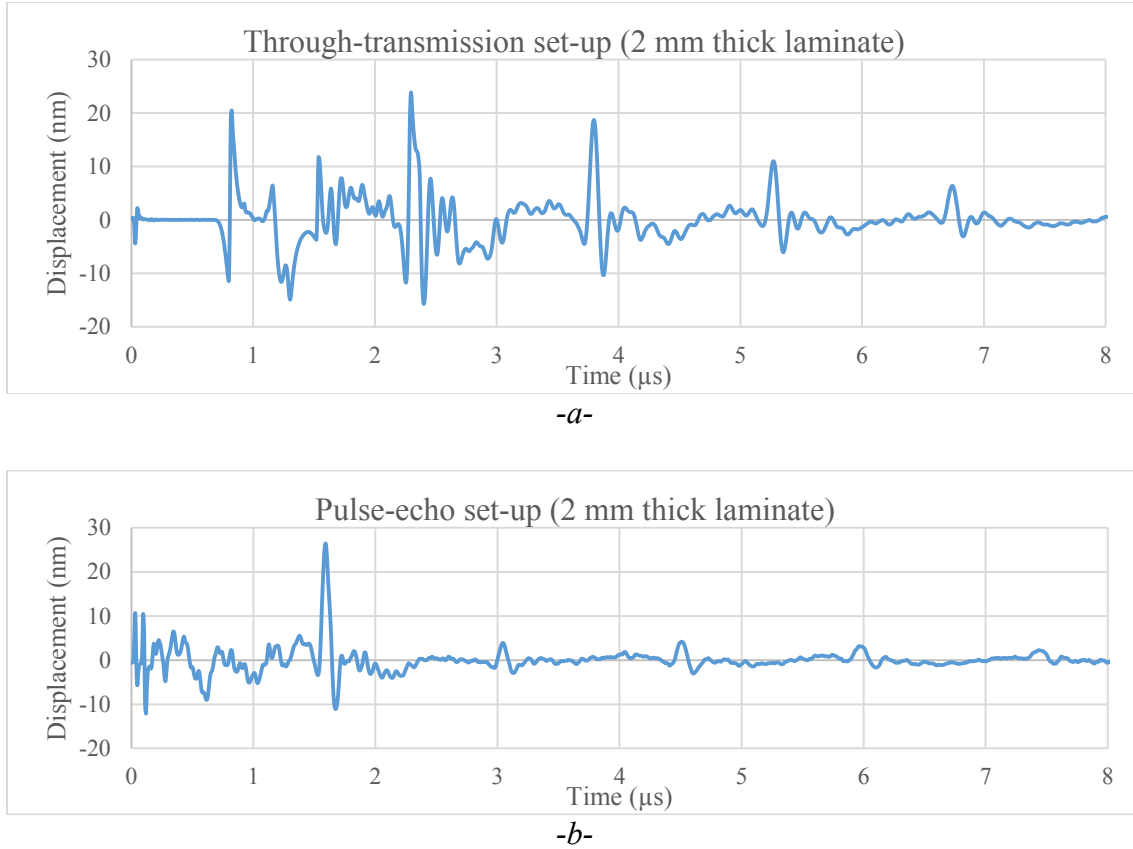 Through-transmission set-up (2 mm thick laminate)
Displacement (nm)
30
20
10
0
-10
-20
0 1 2 3 4 5 6 7 8
Time (µs)
-a-
Pulse-echo set-up (2 mm thick laminate)
Displacement (nm)
30
20
10
0
-10
-20
0 1 2 3 4 5 6 7 8
Time (µs)
-b-